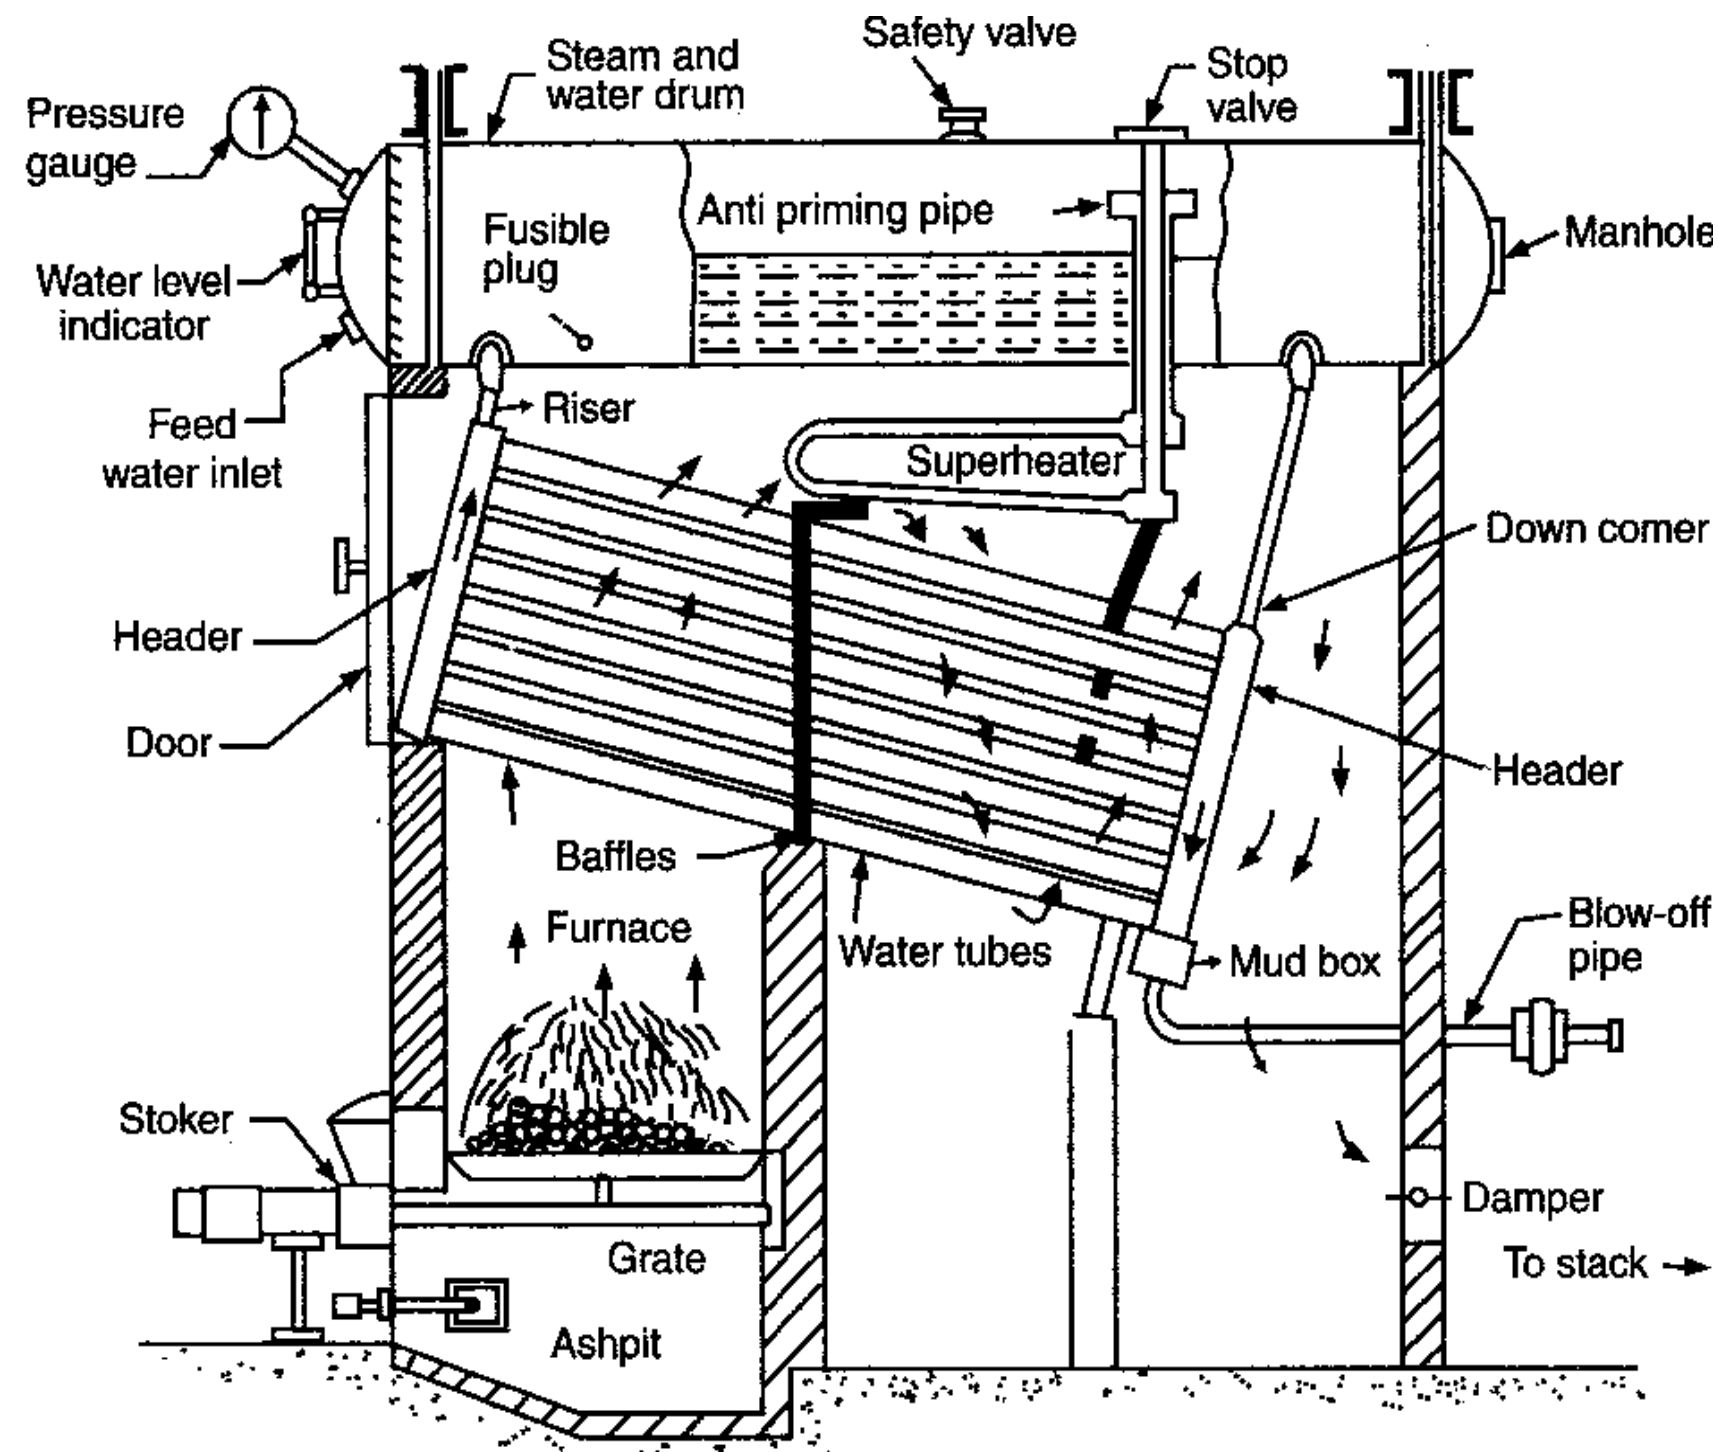 Safety valve
Steam and
water drum
Stop
valve
Pressure
gauge
Anti priming pipe
Fusible
plug
Manhole
Water level
indicator
Riser
Feed
water inlet
Superheater
Down comer
Header
Door
Header
Baffles
Furnace
Water tubes
Mud box
Blow-off
pipe
Stoker
Damper
Grate
To stack
Ashpit